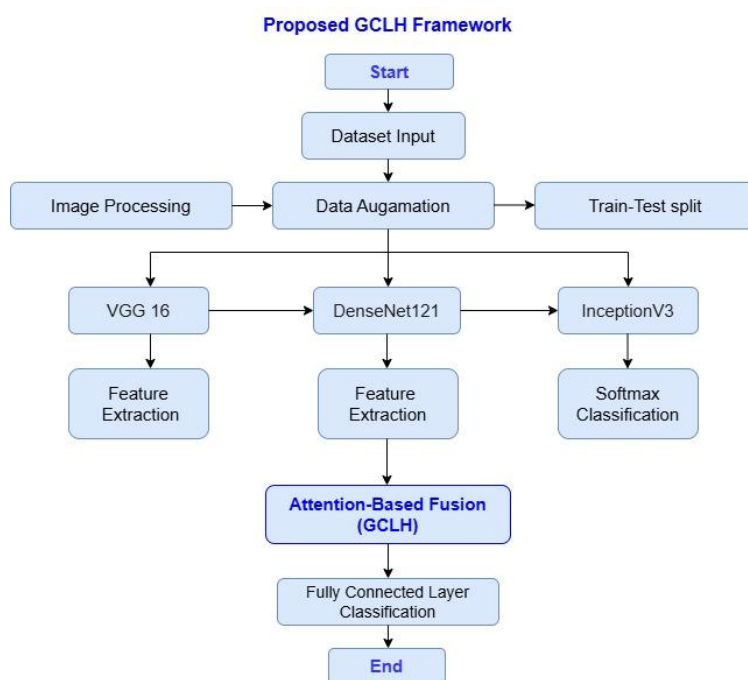 Proposed GCLH Framework
Start
Dataset Input
Image Processing
Data Augamation
Train-Test split
VGG 16
DenseNet121
InceptionV3
Feature
Extraction
Feature
Extraction
Softmax
Classification
Attention-Based Fusion
(GCLH)
Fully Connected Layer
Classification
End